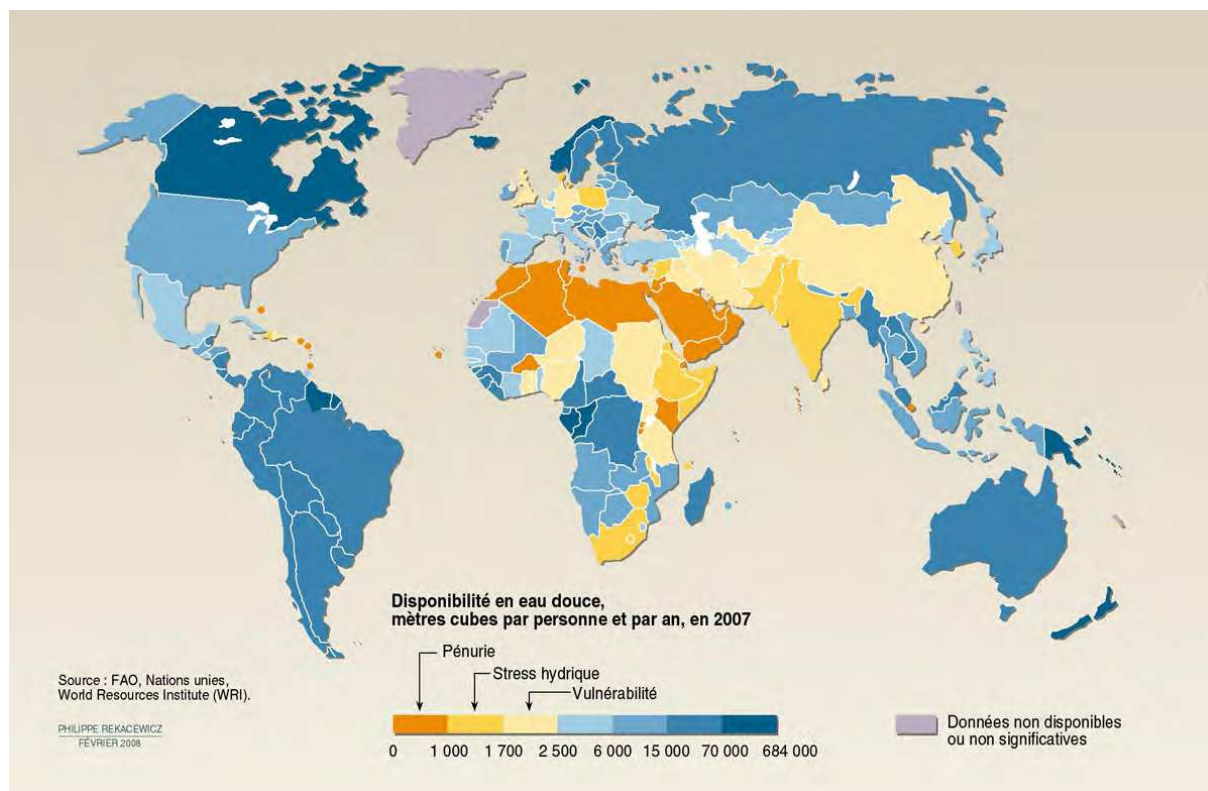 Disponibilité en eau douce,
mètres cubes par personne et par an, en 2007
Pénurie
Stress hydrique
Vulnérabilité
0 1 000 1 700 2 500 6 000 15 000 70 000 684 000
Données non disponibles
ou non significatives
Source : FAO, Nations unies,
World Resources Institute (WRI).
PHILIPPE REKACEWICZ
FÉVRIER 2008